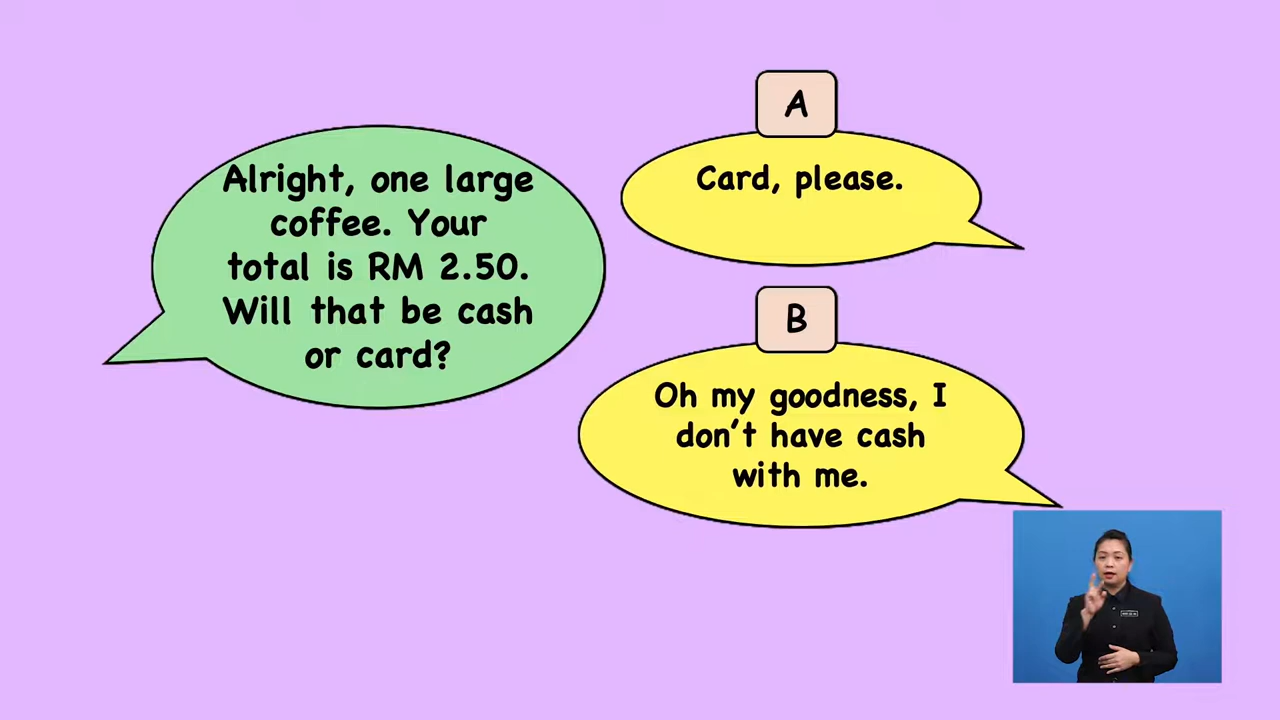 Alright, one large
coffee. Your
total is RM 2.50.
Will that be cash
or card?
A
Card, please.
B
Oh my goodness, I
don't have cash
with me.